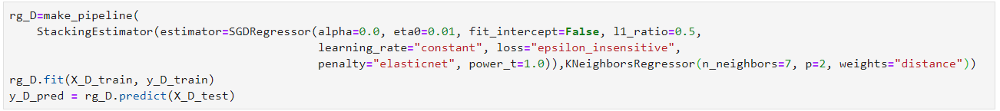 rg_D=make_pipeline(
    StackingEstimator(estimator=SGDRegressor(alpha=0.0, eta0=0.01, fit_intercept=False, l1_ratio=0.5,
                                             learning_rate="constant", loss="epsilon_insensitive",
                                             penalty="elasticnet", power_t=1.0)),KNeighborsRegressor(n_neighbors=7, p=2, weights="distance"))
rg_D.fit(X_D_train, y_D_train)
y_D_pred = rg_D.predict(X_D_test)